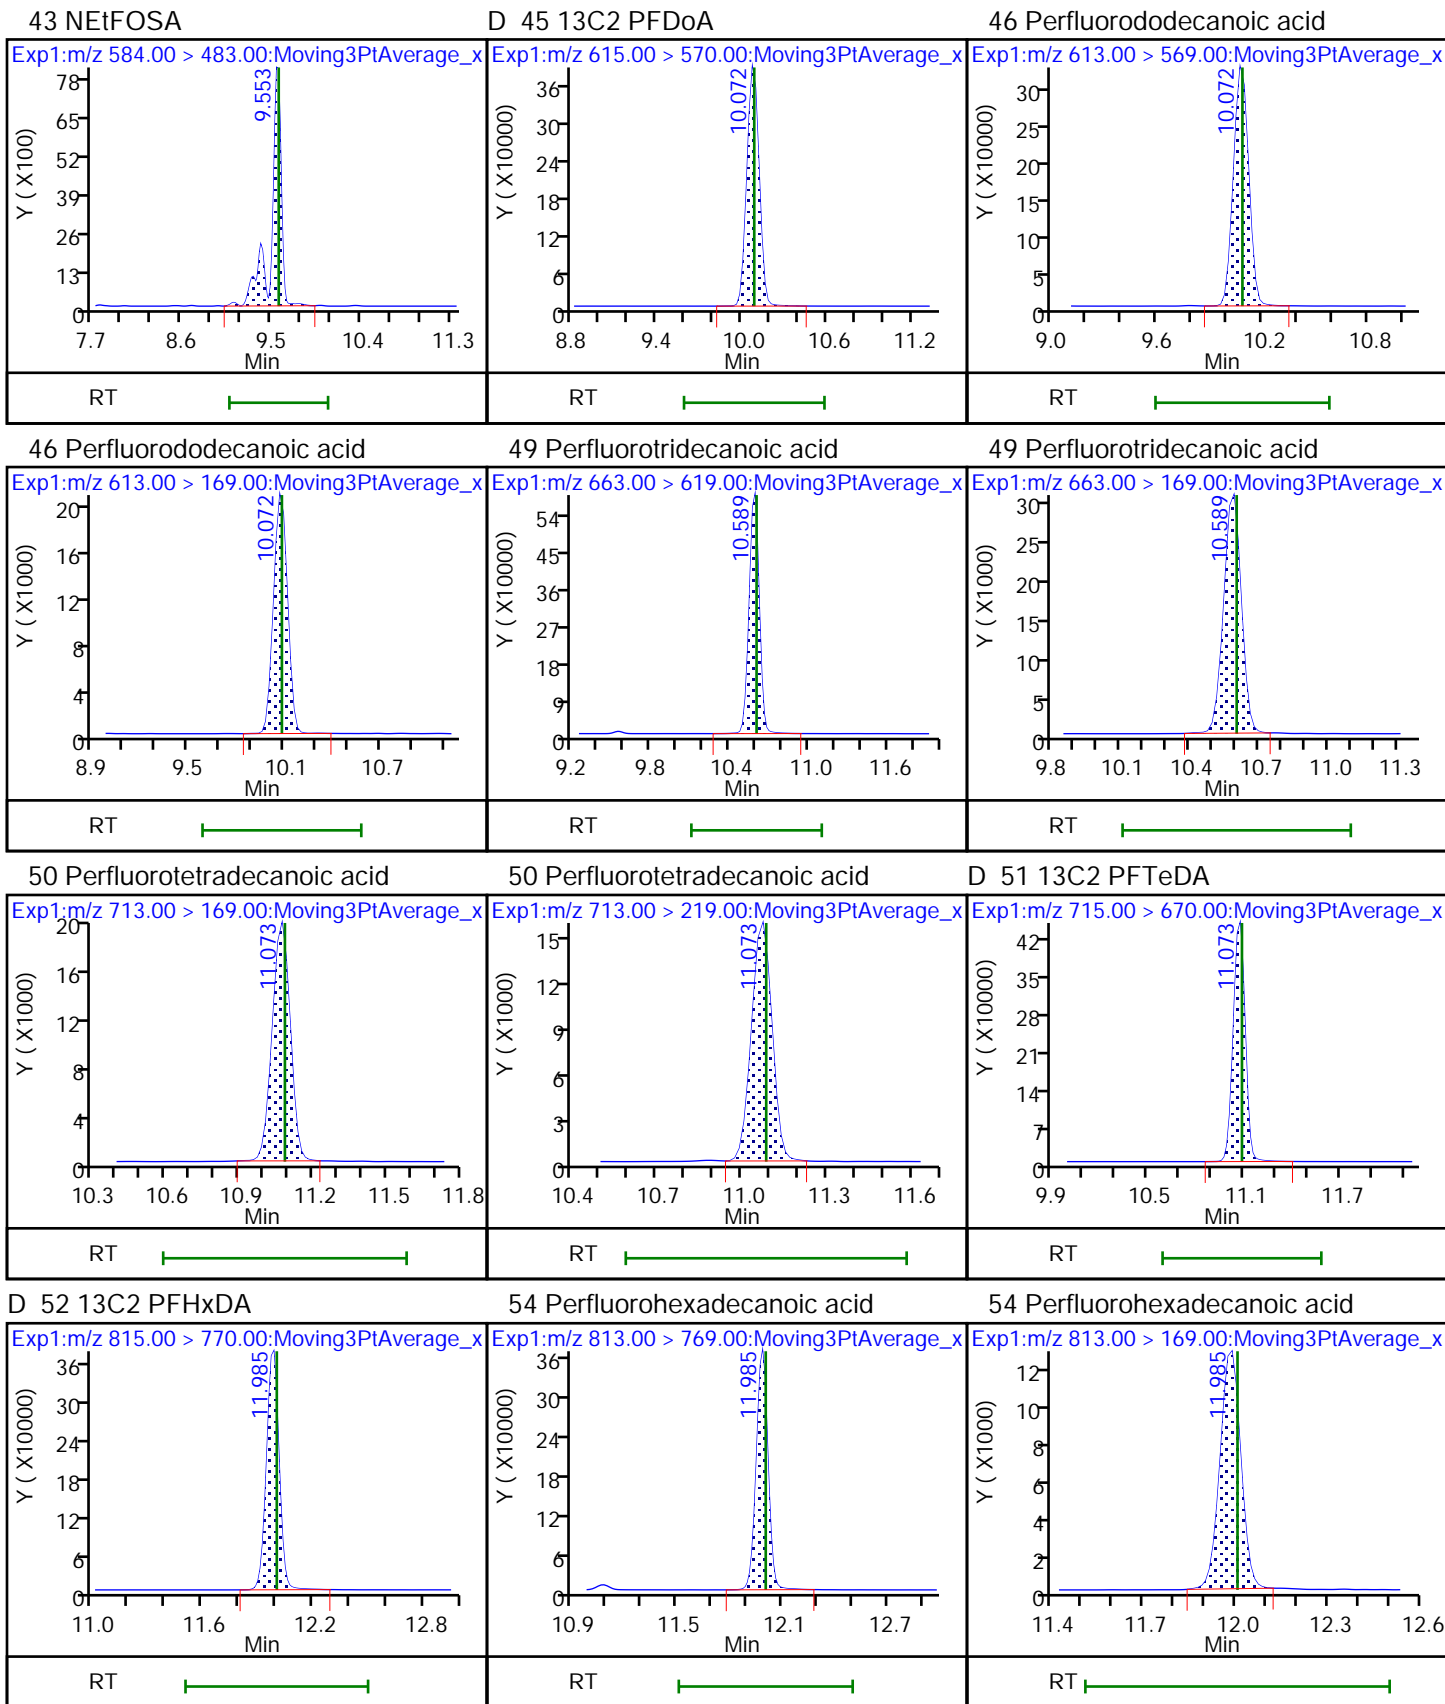 43 NEtFOSA
Exp1:m/z 584.00 > 483.00:Moving3PtAverage_x
Y ( X100)
78
65
52
39
26
13
0
9.553
7.7 8.6 9.5 10.4 11.3
Min
RT
D 45 13C2 PFDoA
Exp1:m/z 615.00 > 570.00:Moving3PtAverage_x
Y ( X10000)
36
30
24
18
12
6
0
10.072
8.8 9.4 10.0 10.6 11.2
Min
RT
46 Perfluorododecanoic acid
Exp1:m/z 613.00 > 569.00:Moving3PtAverage_x
Y ( X10000)
30
25
20
15
10
5
0
10.072
9.0 9.6 10.2 10.8
Min
RT
46 Perfluorododecanoic acid
Exp1:m/z 613.00 > 169.00:Moving3PtAverage_x
Y ( X1000)
20
16
12
8
4
0
10.072
8.9 9.5 10.1 10.7
Min
RT
49 Perfluorotridecanoic acid
Exp1:m/z 663.00 > 619.00:Moving3PtAverage_x
Y ( X10000)
54
45
36
27
18
9
0
10.589
9.2 9.8 10.4 11.0 11.6
Min
RT
49 Perfluorotridecanoic acid
Exp1:m/z 663.00 > 169.00:Moving3PtAverage_x
Y ( X1000)
30
25
20
15
10
5
0
10.589
9.8 10.1 10.4 10.7 11.0 11.3
Min
RT
50 Perfluorotetradecanoic acid
Exp1:m/z 713.00 > 169.00:Moving3PtAverage_x
Y ( X1000)
20
16
12
8
4
0
11.073
10.3 10.6 10.9 11.2 11.5 11.8
Min
RT
50 Perfluorotetradecanoic acid
Exp1:m/z 713.00 > 219.00:Moving3PtAverage_x
Y ( X1000)
15
12
9
6
3
0
11.073
10.4 10.7 11.0 11.3 11.6
Min
RT
D 51 13C2 PFTeDA
Exp1:m/z 715.00 > 670.00:Moving3PtAverage_x
Y ( X10000)
42
35
28
21
14
7
0
11.073
9.9 10.5 11.1 11.7
Min
RT
D 52 13C2 PFHxDA
Exp1:m/z 815.00 > 770.00:Moving3PtAverage_x
Y ( X10000)
36
30
24
18
12
6
0
11.985
11.0 11.6 12.2 12.8
Min
RT
54 Perfluorohexadecanoic acid
Exp1:m/z 813.00 > 769.00:Moving3PtAverage_x
Y ( X10000)
36
30
24
18
12
6
0
11.985
10.9 11.5 12.1 12.7
Min
RT
54 Perfluorohexadecanoic acid
Exp1:m/z 813.00 > 169.00:Moving3PtAverage_x
Y ( X1000)
12
10
8
6
4
2
0
11.985
11.4 11.7 12.0 12.3 12.6
Min
RT